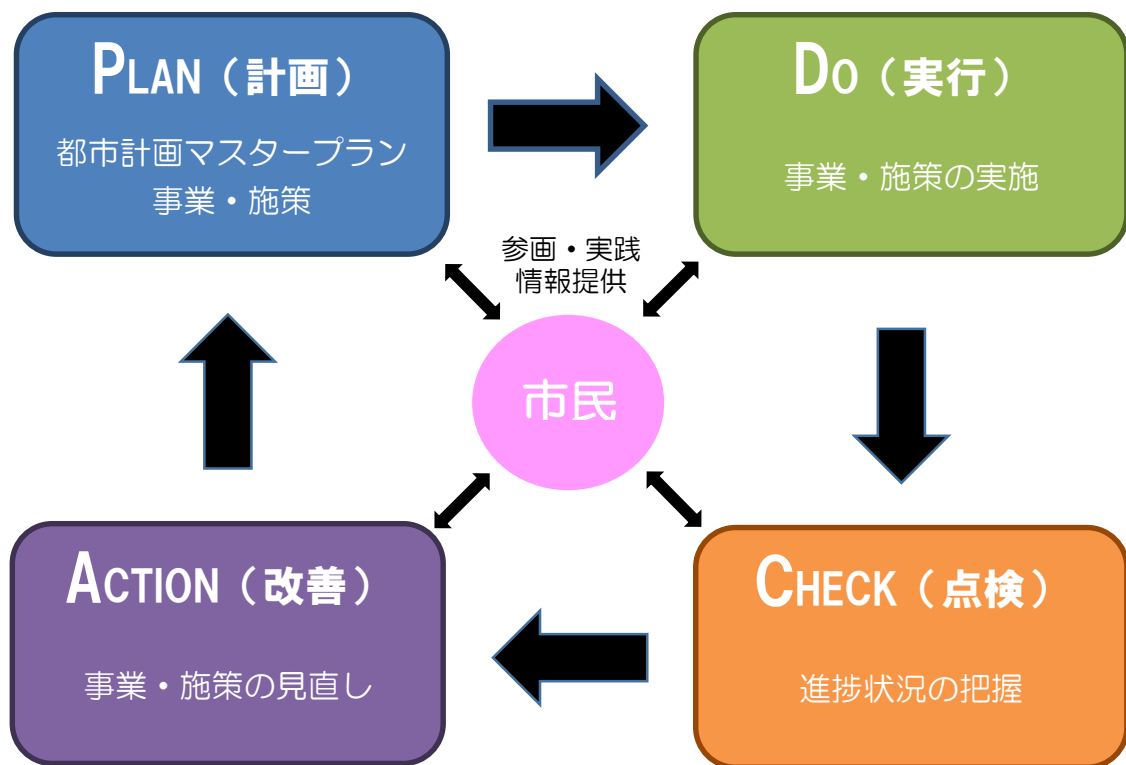 PLAN（計画）
都市計画マスタープラン
事業・施策
DO（実行）
事業・施策の実施
参画・実践
情報提供
市民
ACTION（改善）
事業・施策の見直し
CHECK（点検）
進捗状況の把握